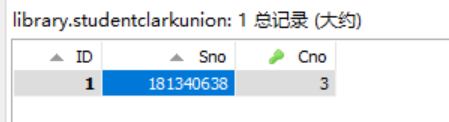 library.studentclarkunion: 1 总记录 (大约)
ID Sno Cno
1 181340638 3